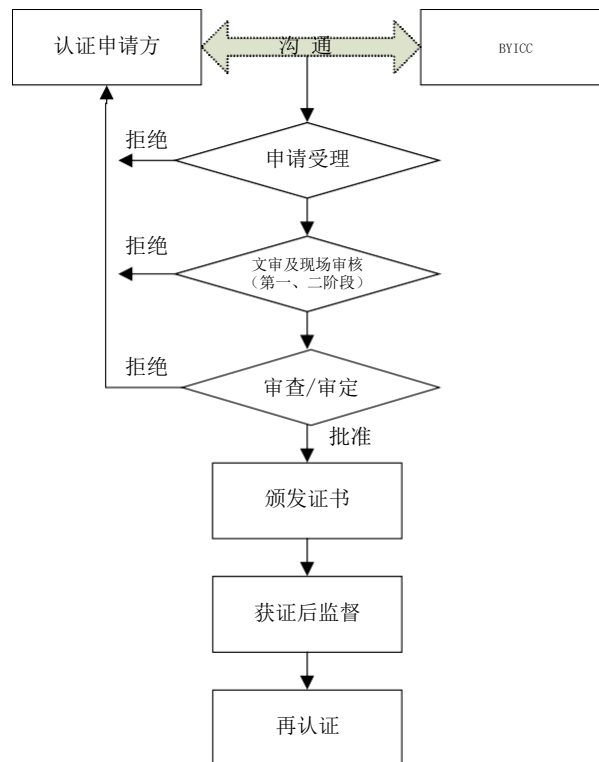 认证申请方
沟 通
BYICC
拒绝
申请受理
拒绝
文审及现场审核
（第一、二阶段）
拒绝
审查/审定
批准
颁发证书
获证后监督
再认证